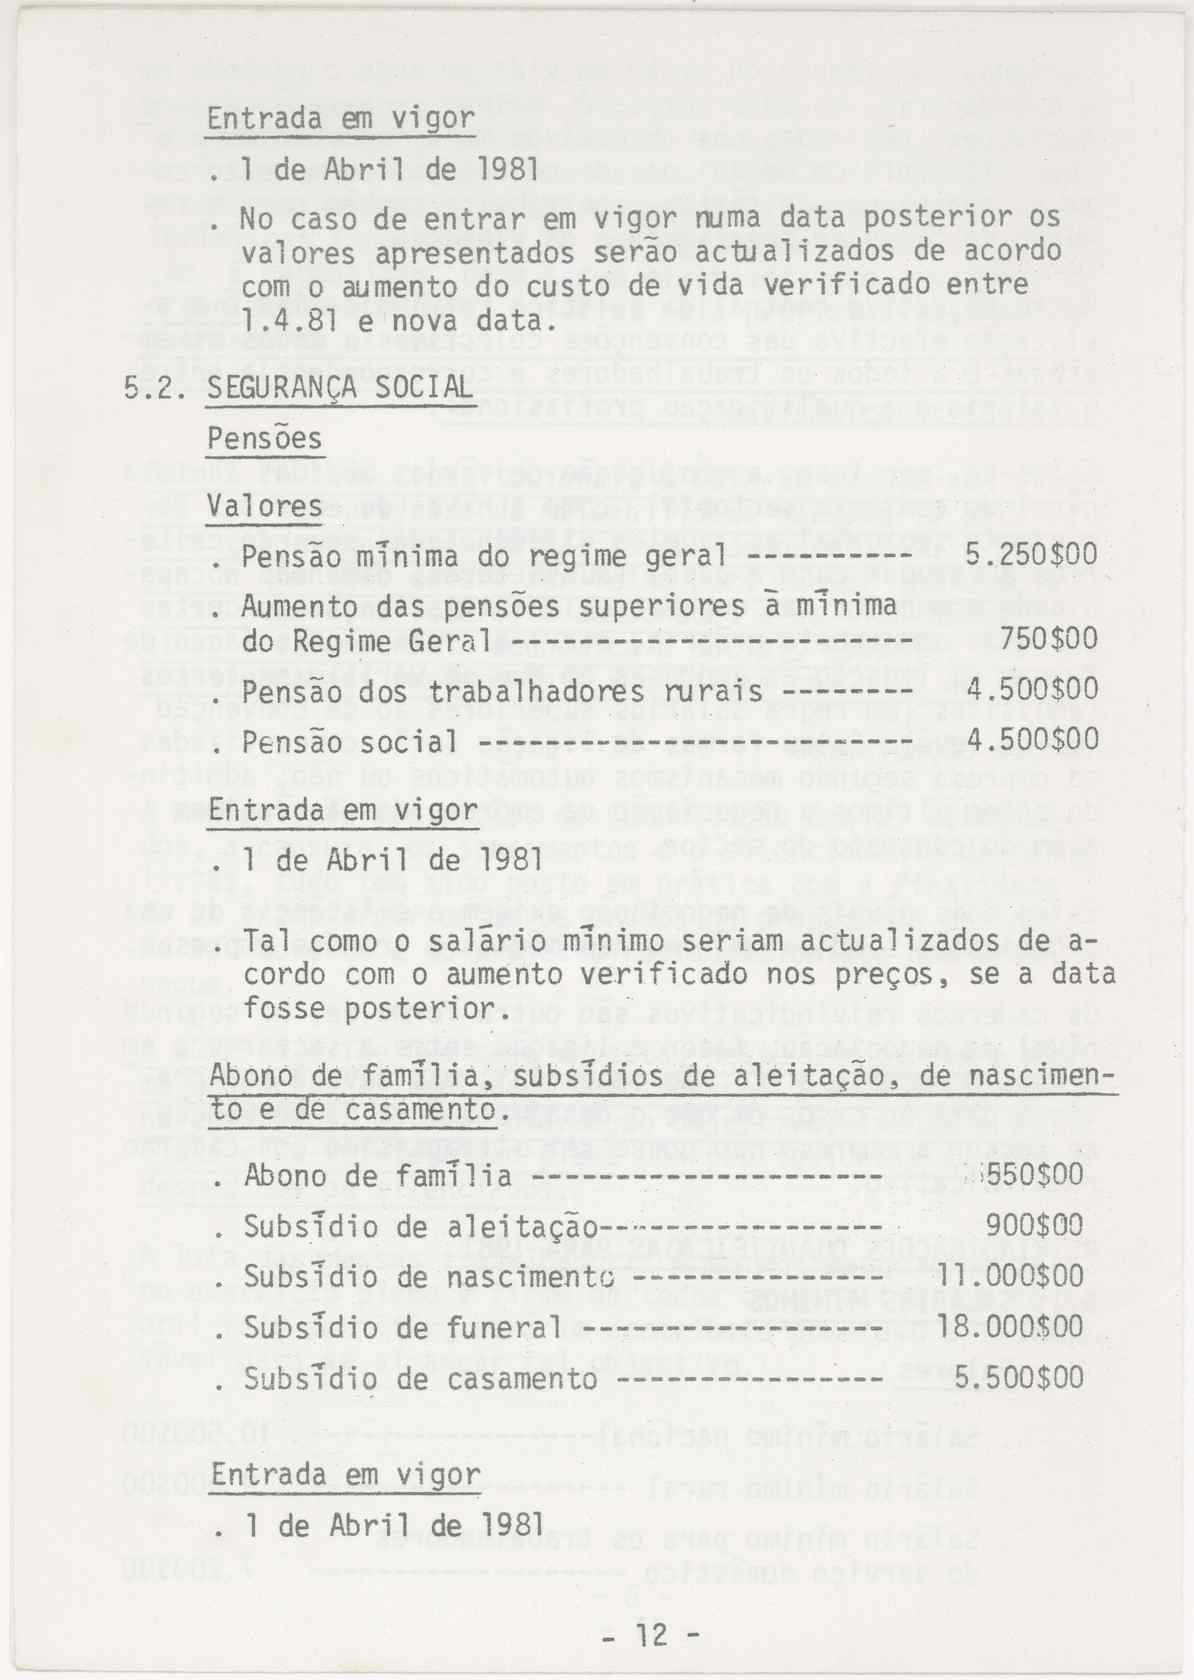 Entrada em vigor
. 1 de Abril de 1981
. No caso de entrar em vigor numa data posterior os
valores apresentados serão actualizados de acordo
com o aumento do custo de vida verificado entre
1.4.81 e nova data.
5.2. SEGURANÇA SOCIAL
Pensões
Valores
. Pensão mínima do regime geral ---------- 5.250$00
. Aumento das pensões superiores à mínima
do Regime Geral ------------------------ 750$00
. Pensão dos trabalhadores rurais -------- 4.500$00
. Pensão social -------------------------- 4.500$00
Entrada em vigor
. 1 de Abril de 1981
. Tal como o salário mínimo seriam actualizados de a-
cordo com o aumento verificado nos preços, se a data
fosse posterior.
Abono de família, subsídios de aleitação, de nascimen-
to e de casamento.
. Abono de família --------------------- 550$00
. Subsídio de aleitação----------------- 900$00
. Subsídio de nascimento --------------- 11.000$00
. Subsídio de funeral ------------------ 18.000$00
. Subsídio de casamento ---------------- 5.500$00
Entrada em vigor
. 1 de Abril de 1981
- 12 -